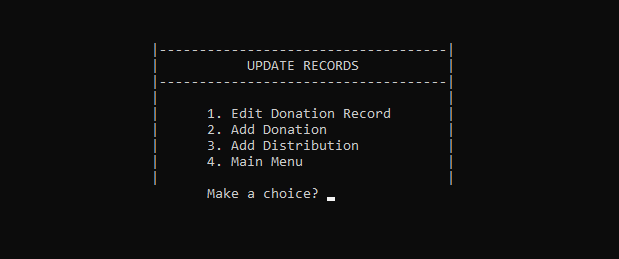 UPDATE RECORDS
1. Edit Donation Record
2. Add Donation
3. Add Distribution
4. Main Menu
Make a choice?